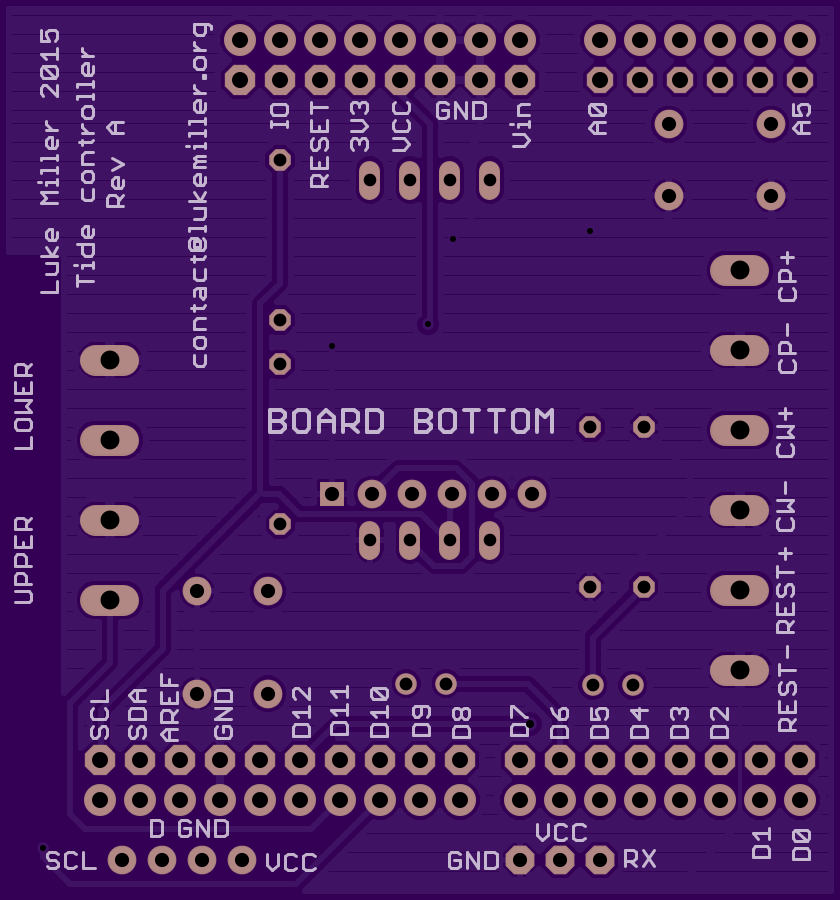 Luke Miller 2015
Tide controller
Rev A
contact@lukemiller.org
IO
RESET
3V3
VCC
GND
Vin
A0
A5
CP+
CP-
CW+
CW-
REST+
REST-
LOWER
UPPER
BOARD BOTTOM
SCL
SDA
AREF
GND
D12
D11
D10
D9
D8
D7
D6
D5
D4
D3
D2
D GND
SCL
VCC
VCC
GND
RX
D1
D0